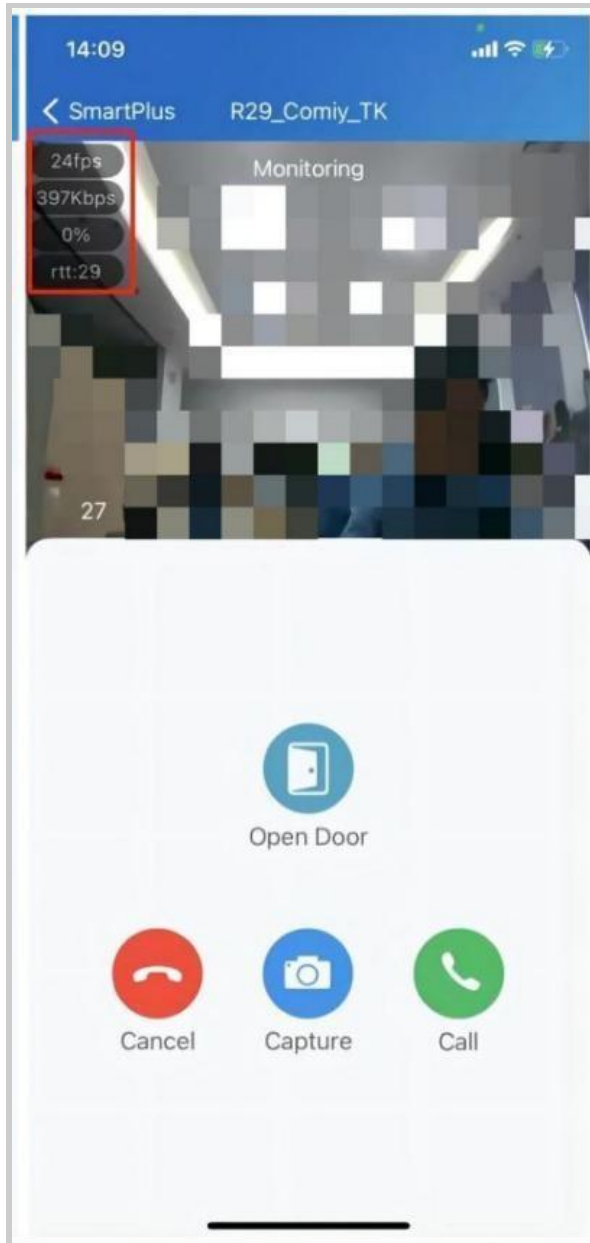 14:09
SmartPlus R29_Comiy_TK
24fps
Monitoring
397Kbps
0%
rtt:29
27
Open Door
Cancel Capture Call